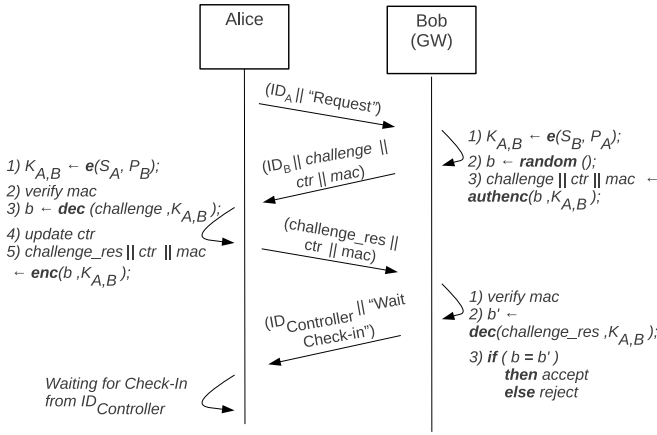 Alice
Bob
(GW)
(ID_A || “Request”)
1) K_A,B ← e(S_B, P_A);
2) b ← random ();
3) challenge || ctr || mac ←
authenc(b ,K_A,B);
(ID_B || challenge ||
ctr || mac)
1) K_A,B ← e(S_A, P_B);
2) verify mac
3) b ← dec (challenge ,K_A,B);
4) update ctr
5) challenge_res || ctr || mac
← enc(b ,K_A,B);
(challenge_res ||
ctr || mac)
1) verify mac
2) b' ←
dec(challenge_res ,K_A,B);
3) if ( b = b' )
then accept
else reject
(ID_Controller || “Wait
Check-in”)
Waiting for Check-In
from ID_Controller